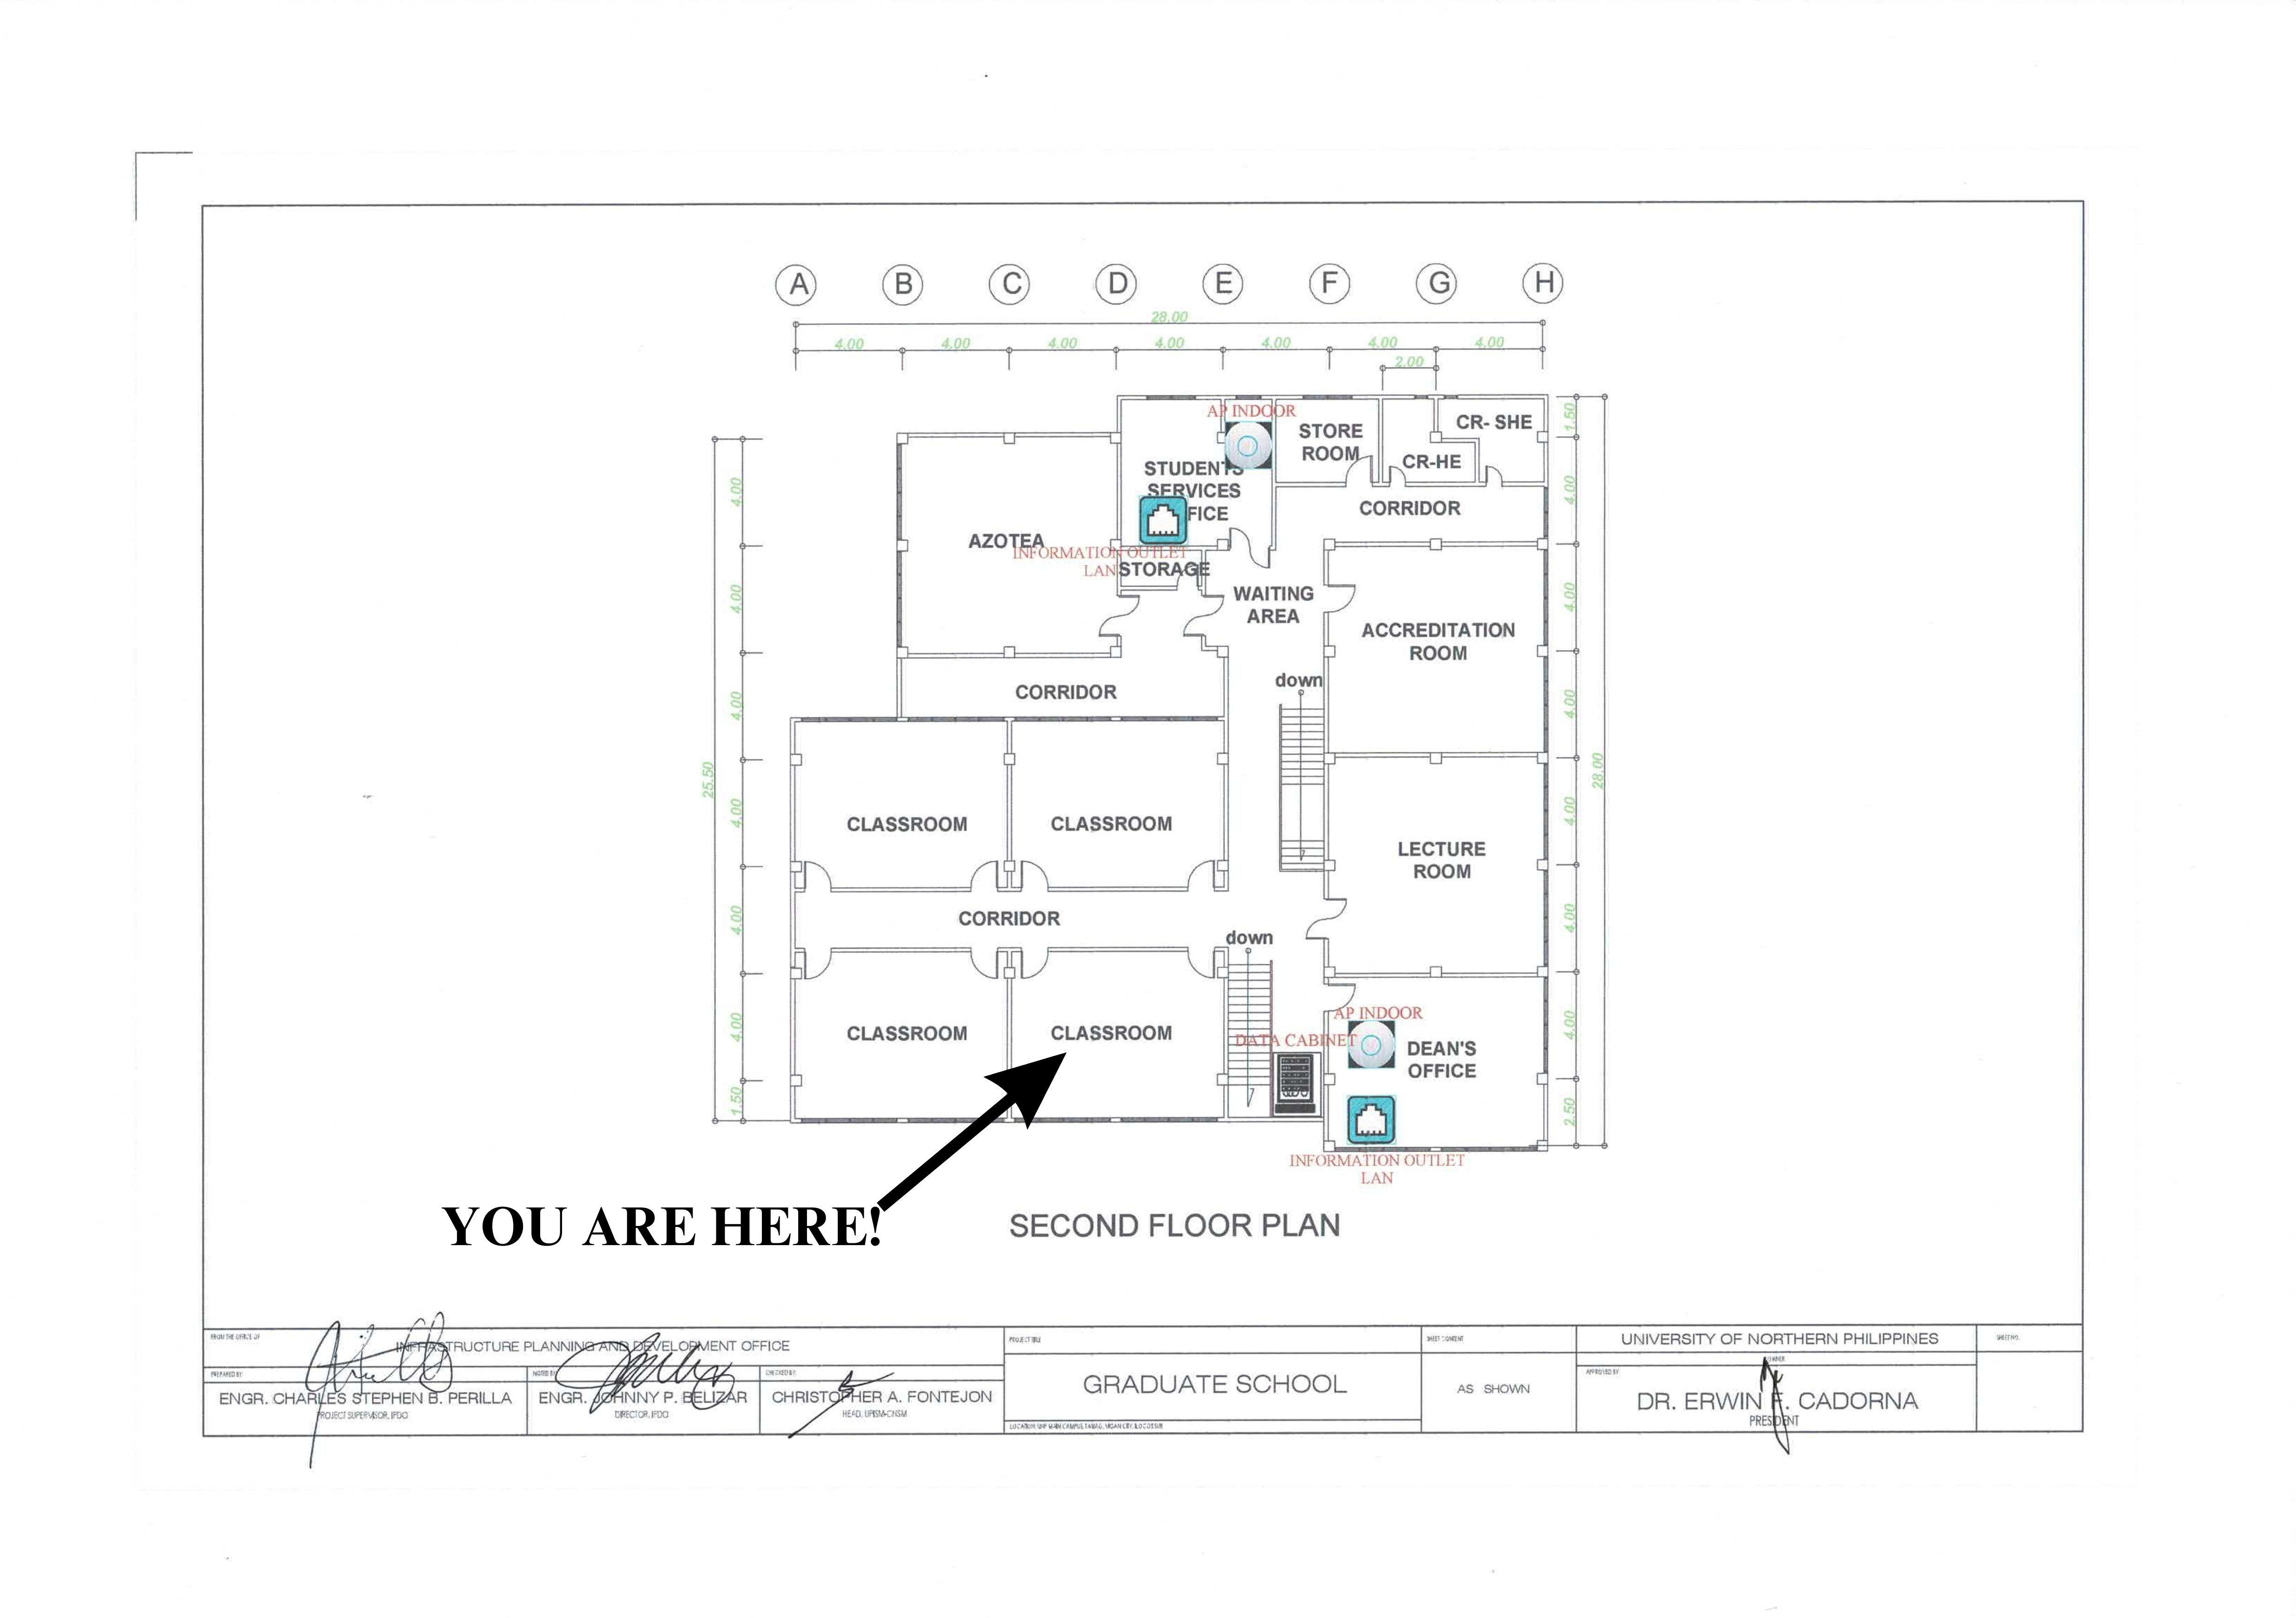 A B C D E F G H
28.00
4.00 4.00 4.00 4.00 4.00 4.00 4.00
2.00
AP INDOOR
STORE
ROOM
CR- SHE
CR-HE
STUDENTS
SERVICES
FICE
CORRIDOR
AZOTEA
INFORMATION OUTLET
LAN
STORAGE
WAITING
AREA
ACCREDITATION
ROOM
CORRIDOR
down
CLASSROOM
CLASSROOM
LECTURE
ROOM
CORRIDOR
down
CLASSROOM
CLASSROOM
AP INDOOR
DATA CABINET
DEAN'S
OFFICE
INFORMATION OUTLET
LAN
25.50
4.00
4.00
4.00
4.00
4.00
4.00
1.50
1.50
4.00
4.00
4.00
4.00
4.00
4.00
2.50
28.00
YOU ARE HERE!
SECOND FLOOR PLAN
FROM THE OFFICE OF
INFRASTRUCTURE PLANNING AND DEVELOPMENT OFFICE
PREPARED BY
ENGR. CHARLES STEPHEN B. PERILLA
PROJECT SUPERVISOR, IPDO
NOTED BY
ENGR. JOHNNY P. BELIZAR
DIRECTOR, IPDO
CHECKED BY
CHRISTOPHER A. FONTEJON
HEAD,
PROJECT TITLE
GRADUATE SCHOOL
LOCATION: UNP MAIN CAMPUS, TAMAG, VIGAN CITY, ILOCOS SUR
SHEET CONTENT
AS SHOWN
UNIVERSITY OF NORTHERN PHILIPPINES
APPROVED BY
DR. ERWIN F. CADORNA
PRESIDENT
SHEET NO.